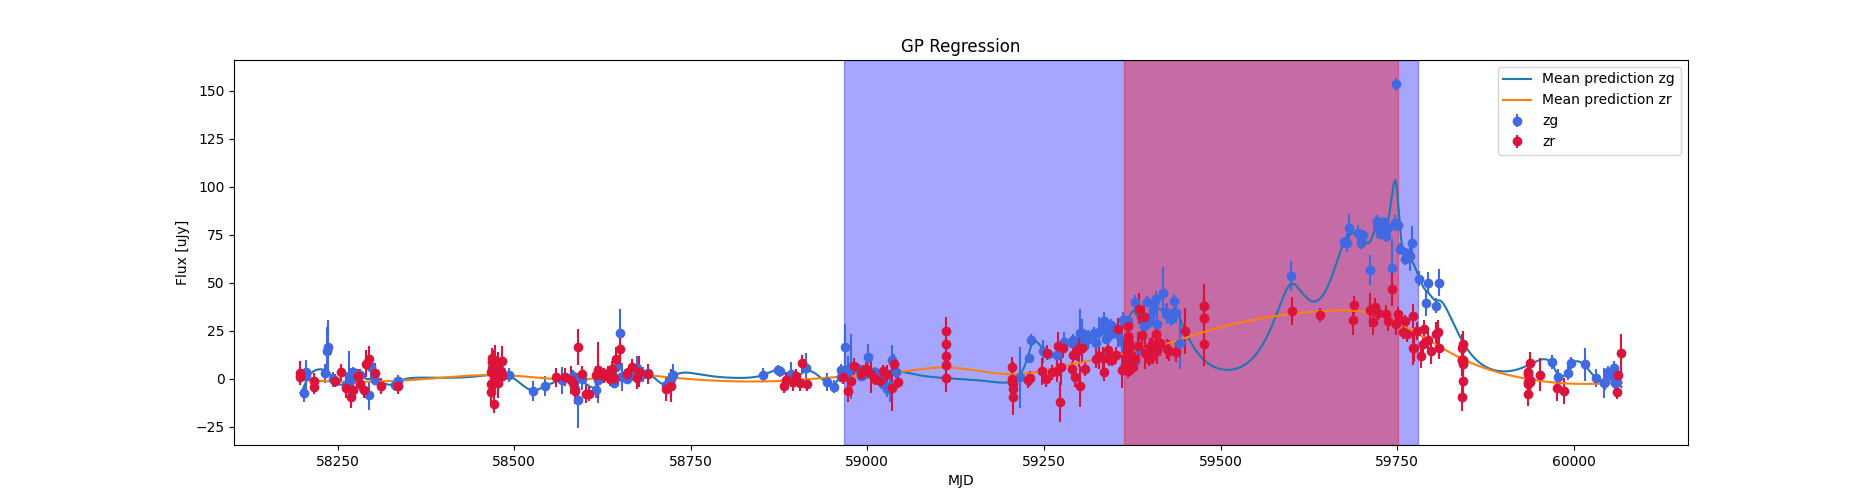 GP Regression
Flux [uJy]
150
125
100
75
50
25
0
−25
58250
58500
58750
59000
59250
59500
59750
60000
MJD
Mean prediction zg
Mean prediction zr
zg
zr